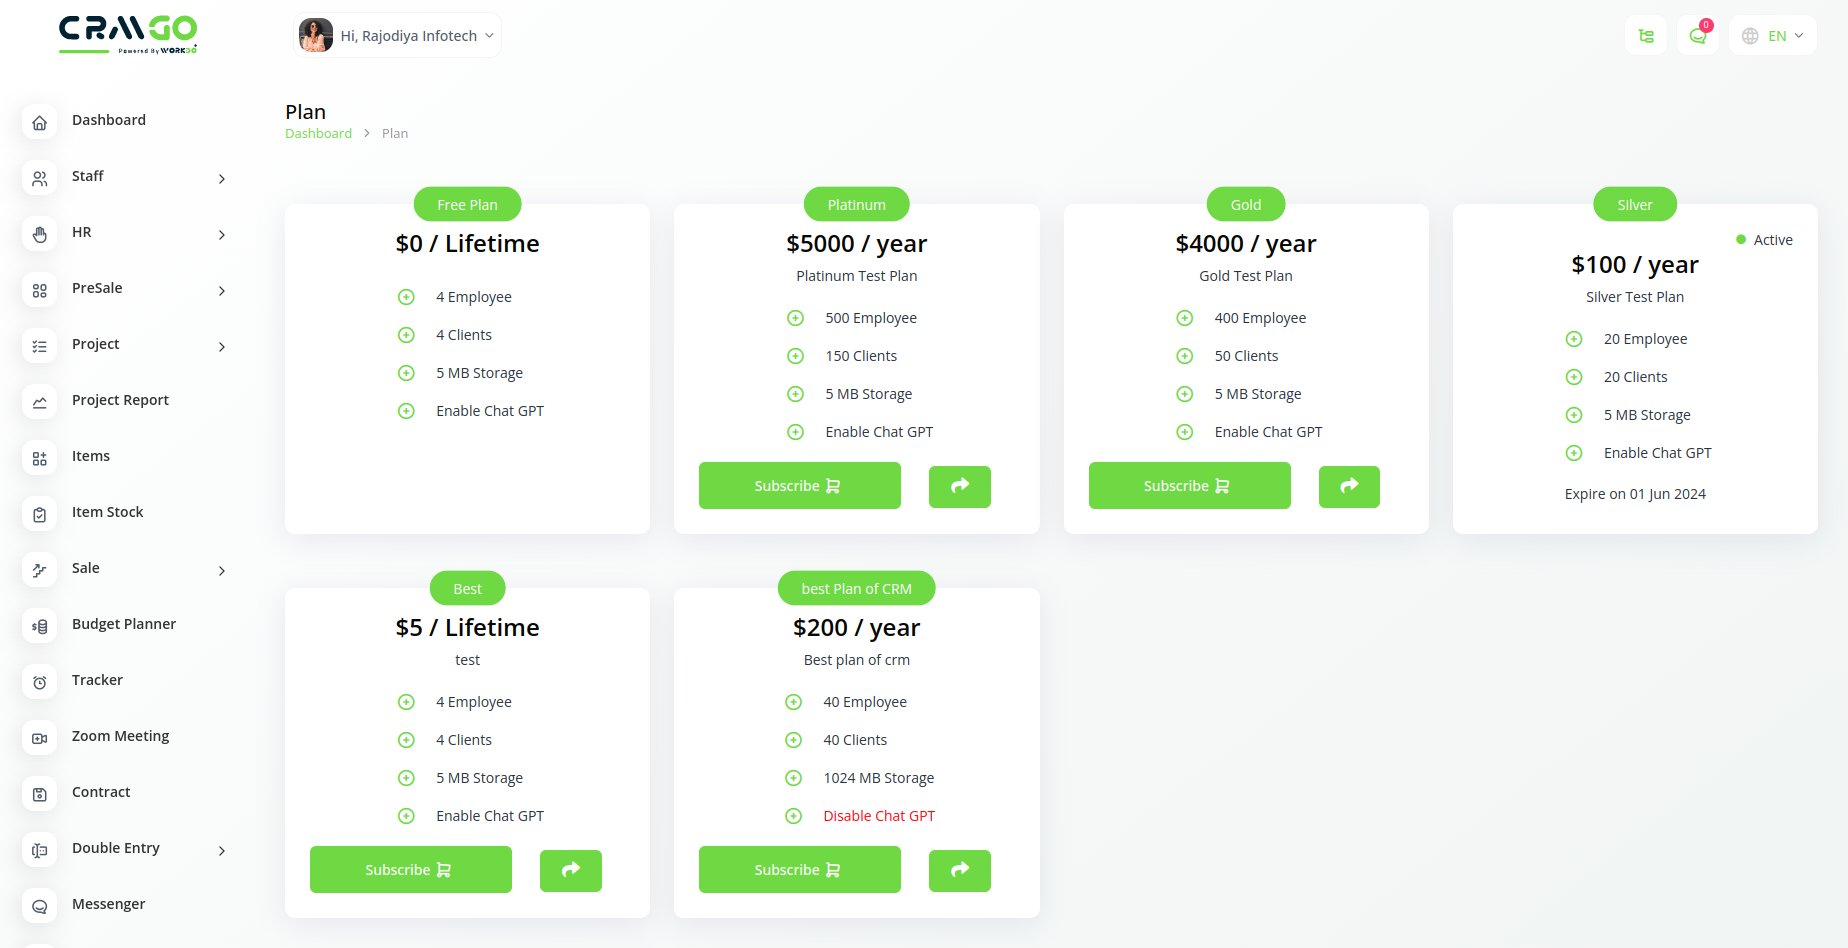 CRMGO
Powered By WORKDO
Hi, Rajodiya Infotech
0
EN
Dashboard
Staff
HR
PreSale
Project
Project Report
Items
Item Stock
Sale
Budget Planner
Tracker
Zoom Meeting
Contract
Double Entry
Messenger
Plan
Dashboard > Plan
Free Plan
$0 / Lifetime
4 Employee
4 Clients
5 MB Storage
Enable Chat GPT
Platinum
$5000 / year
Platinum Test Plan
500 Employee
150 Clients
5 MB Storage
Enable Chat GPT
Subscribe
Gold
$4000 / year
Gold Test Plan
400 Employee
50 Clients
5 MB Storage
Enable Chat GPT
Subscribe
Silver
Active
$100 / year
Silver Test Plan
20 Employee
20 Clients
5 MB Storage
Enable Chat GPT
Expire on 01 Jun 2024
Best
$5 / Lifetime
test
4 Employee
4 Clients
5 MB Storage
Enable Chat GPT
Subscribe
best Plan of CRM
$200 / year
Best plan of crm
40 Employee
40 Clients
1024 MB Storage
Disable Chat GPT
Subscribe